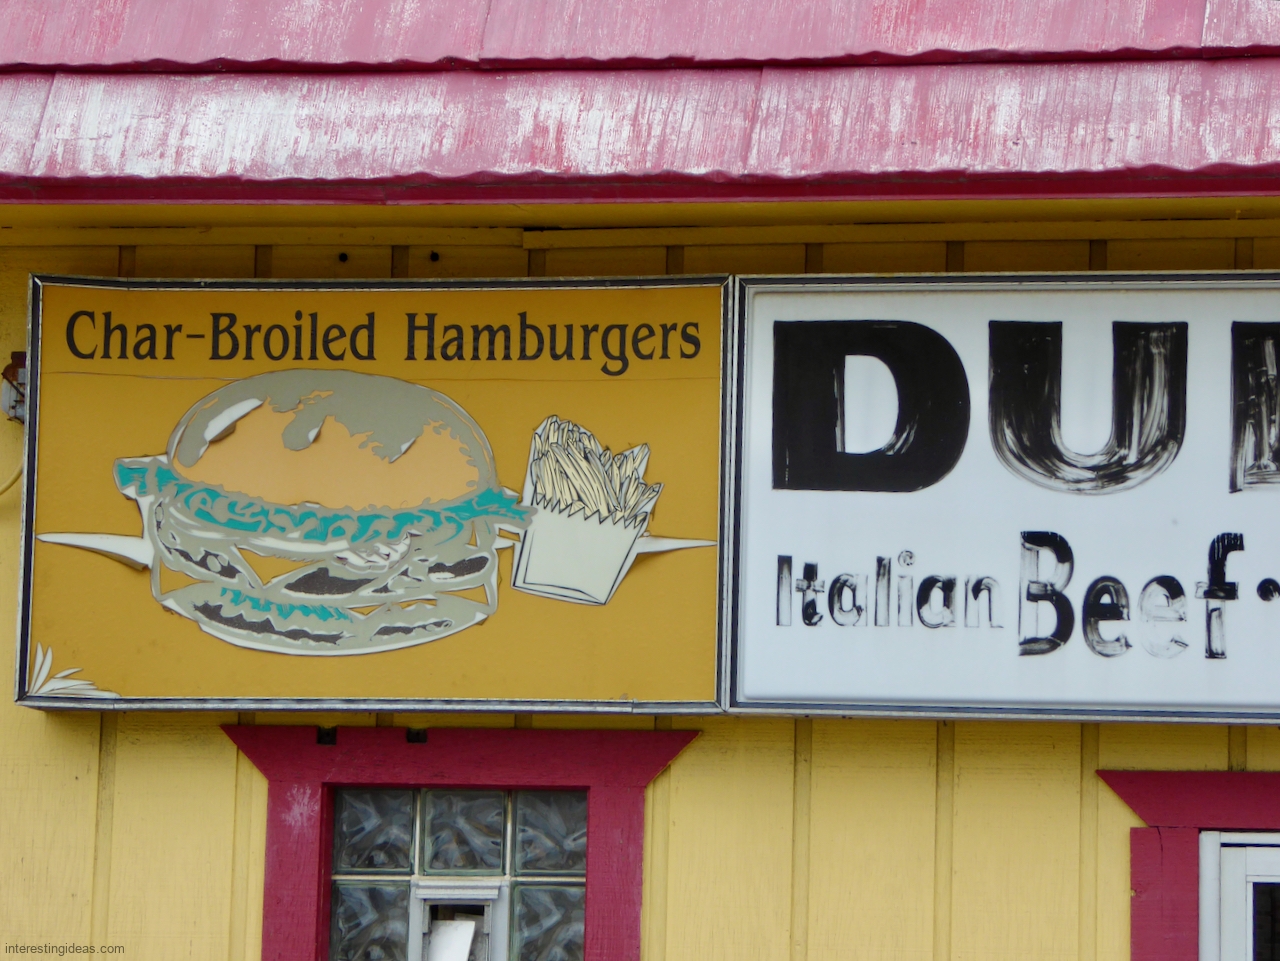 Char-Broiled Hamburgers
DU
Italian Beef •
interestingideas.com